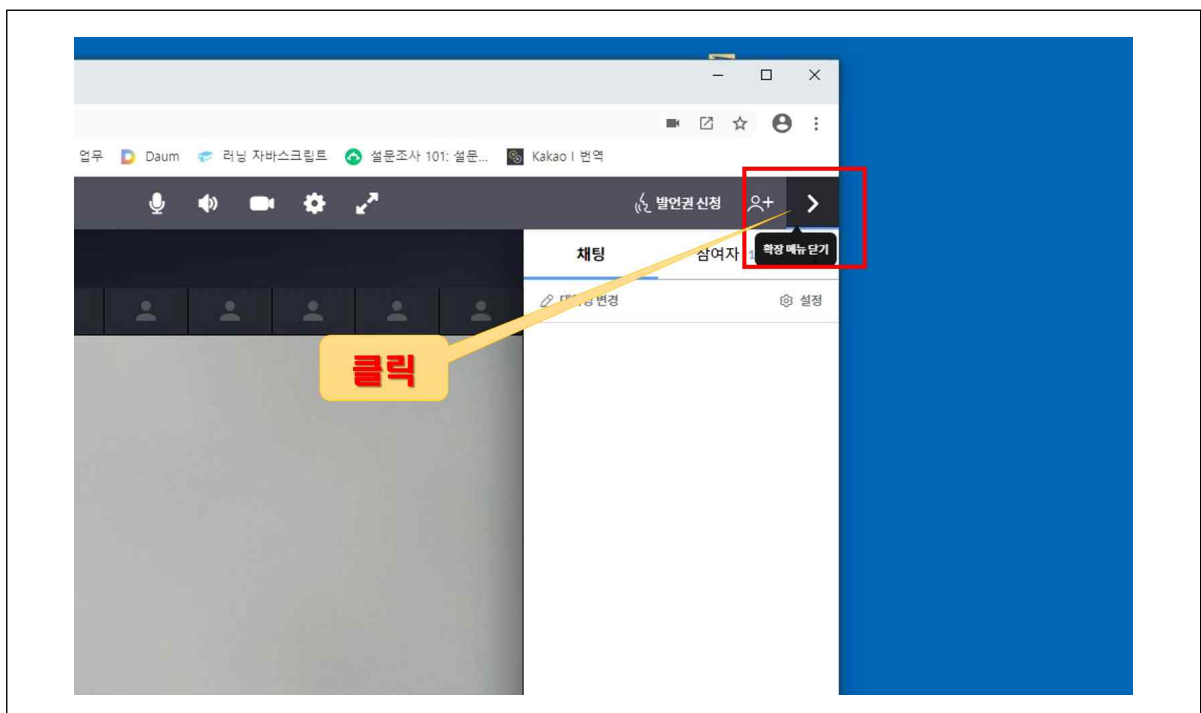 업무 Daum 러닝 자바스크립트 설문조사 101: 설문... Kakao I 번역
발언권 신청
채팅 참여자 1
확장 메뉴 닫기
변경 설정
클릭